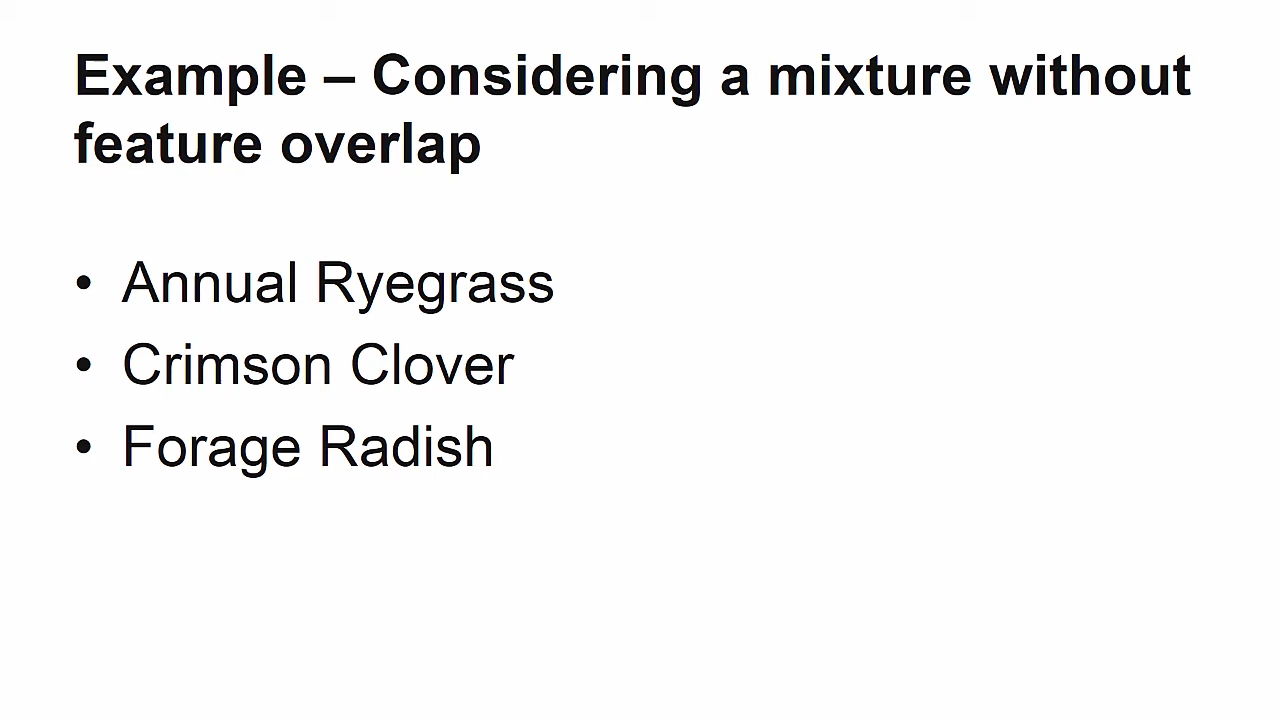 Example – Considering a mixture without
feature overlap
• Annual Ryegrass
• Crimson Clover
• Forage Radish